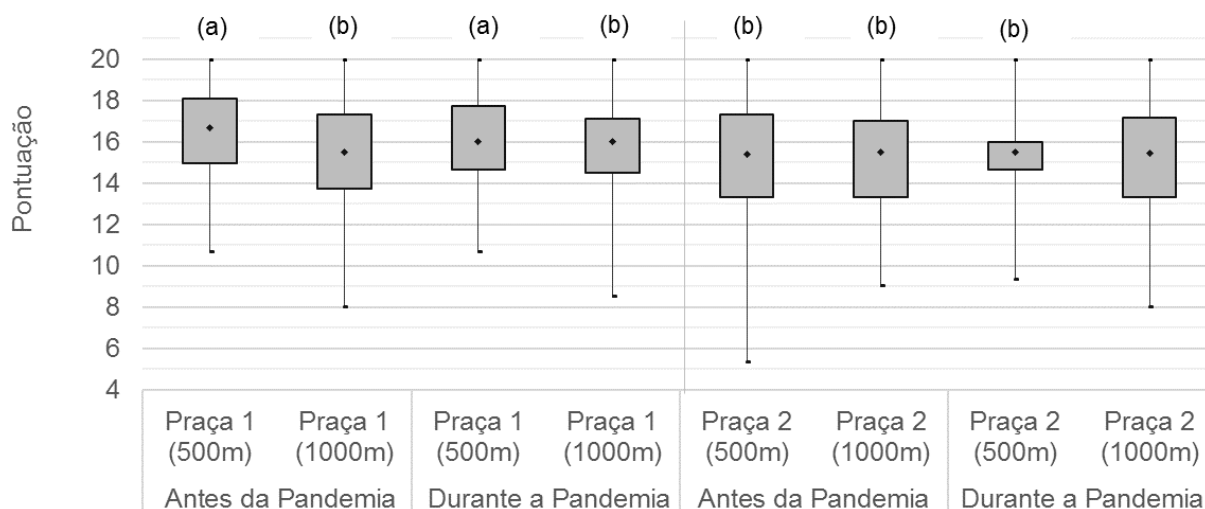 (a) (b) (a) (b) (b) (b) (b)
Pontuação
20
18
16
14
12
10
8
6
4
Praça 1 (500m)
Praça 1 (1000m)
Praça 1 (500m)
Praça 1 (1000m)
Praça 2 (500m)
Praça 2 (1000m)
Praça 2 (500m)
Praça 2 (1000m)
Antes da Pandemia
Durante a Pandemia
Antes da Pandemia
Durante a Pandemia